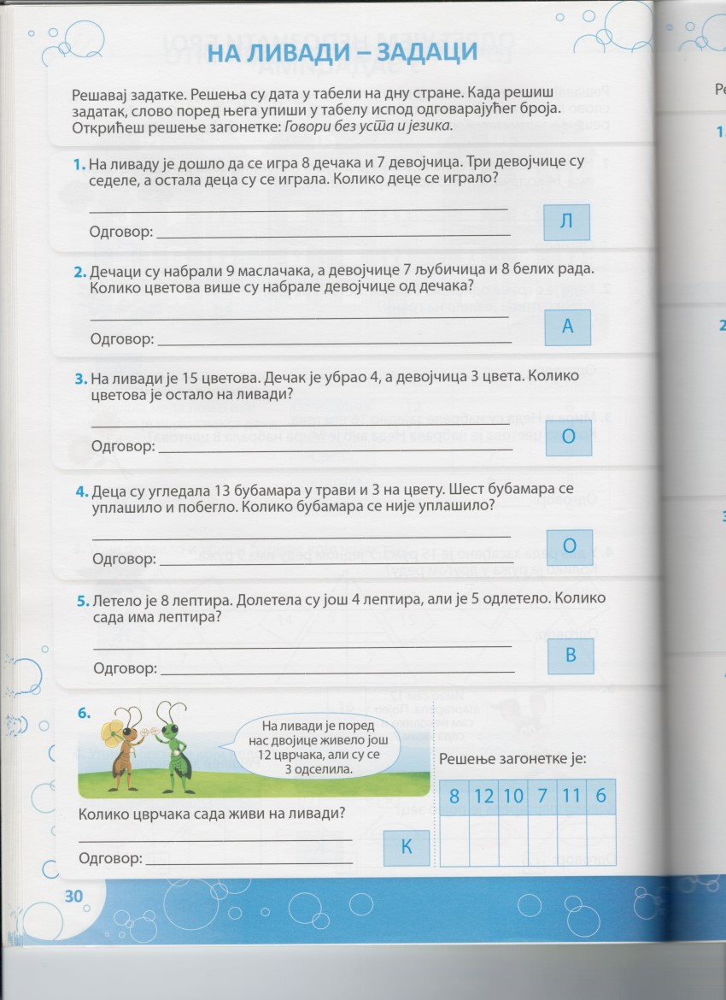 НА ЛИВАДИ – ЗАДАЦИ
Решавај задатке. Решења су дата у табели на дну стране. Када решиш
задатак, слово поред њега упиши у табелу испод одговарајућег броја.
Открићеш решење загонетке: Говори без уста и језика.
1. На ливаду је дошло да се игра 8 дечака и 7 девојчица. Три девојчице су
седеле, а остала деца су се играла. Колико деце се играло?
Одговор:
Л
2. Дечаци су набрали 9 маслачака, а девојчице 7 љубичица и 8 белих рада.
Колико цветова више су набрале девојчице од дечака?
Одговор:
А
3. На ливади је 15 цветова. Дечак је убрао 4, а девојчица 3 цвета. Колико
цветова је остало на ливади?
Одговор:
О
4. Деца су угледала 13 бубамара у трави и 3 на цвету. Шест бубамара се
уплашило и побегло. Колико бубамара се није уплашило?
Одговор:
О
5. Летело је 8 лептира. Долетела су још 4 лептира, али је 5 одлетело. Колико
сада има лептира?
Одговор:
В
6.
На ливади је поред
нас двојице живело још
12 цврчака, али су се
3 одселила.
Колико цврчака сада живи на ливади?
Одговор:
К
Решење загонетке је:
8 12 10 7 11 6
30
1.
2
3